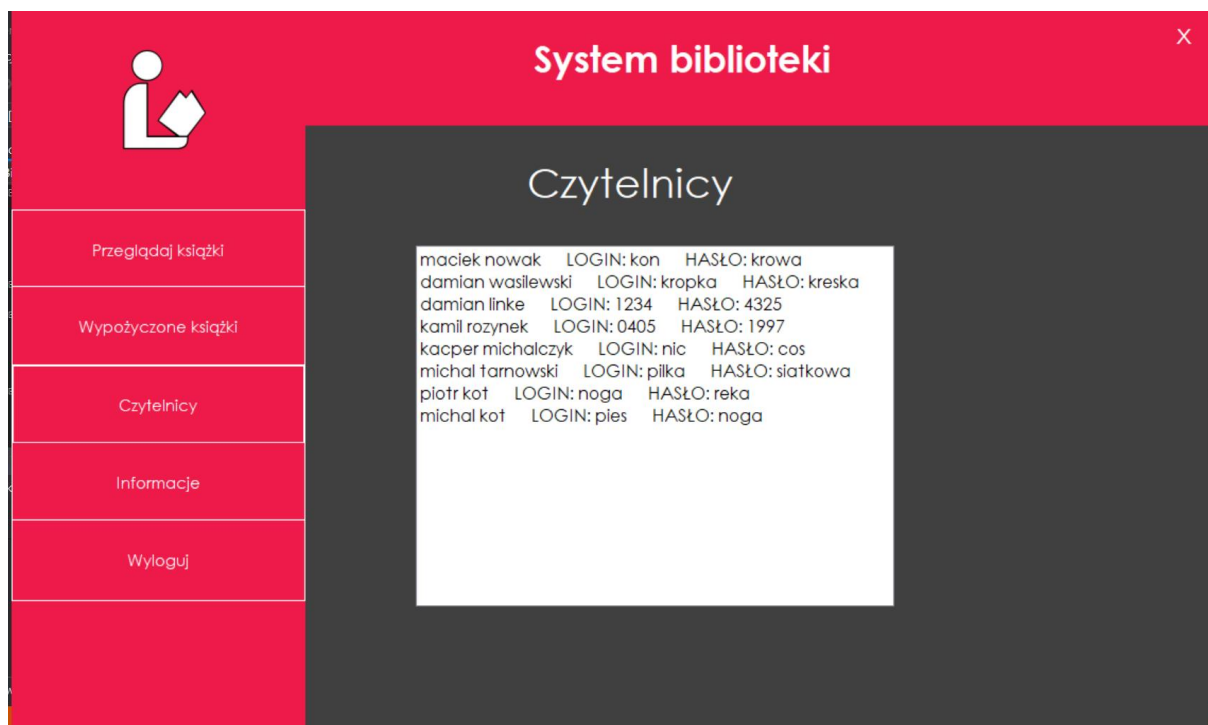 System biblioteki
X
Czytelnicy
Przeglądaj książki
Wypożyczone książki
Czytelnicy
Informacje
Wyloguj
maciek nowak LOGIN: kon HASŁO: krowa
damian wasilewski LOGIN: kropka HASŁO: kreska
damian linke LOGIN: 1234 HASŁO: 4325
kamil rozynek LOGIN: 0405 HASŁO: 1997
kacper michalczyk LOGIN: nic HASŁO: cos
michal tarnowski LOGIN: pilka HASŁO: siatkowa
piotr kot LOGIN: noga HASŁO: reka
michal kot LOGIN: pies HASŁO: noga